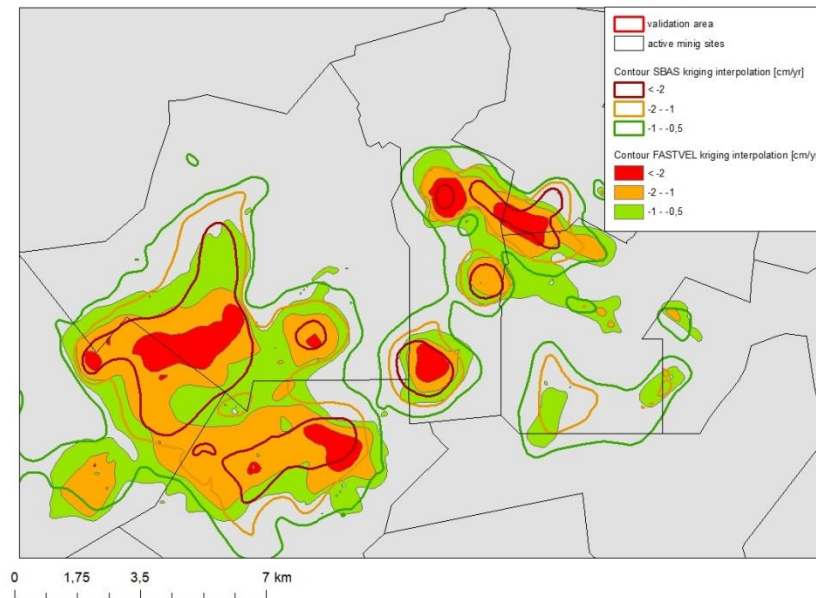 validation area
active minig sites
Contour SBAS kriging interpolation [cm/yr]
< -2
-2 - -1
-1 - -0,5
Contour FASTVEL kriging interpolation [cm/y
< -2
-2 - -1
-1 - -0,5
0 1,75 3,5 7 km